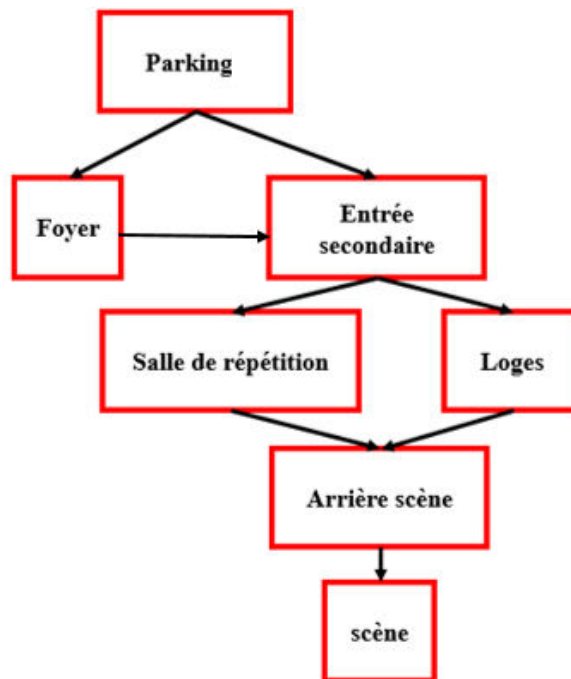 Parking
Foyer
Entrée
secondaire
Salle de répétition
Loges
Arrière scène
scène